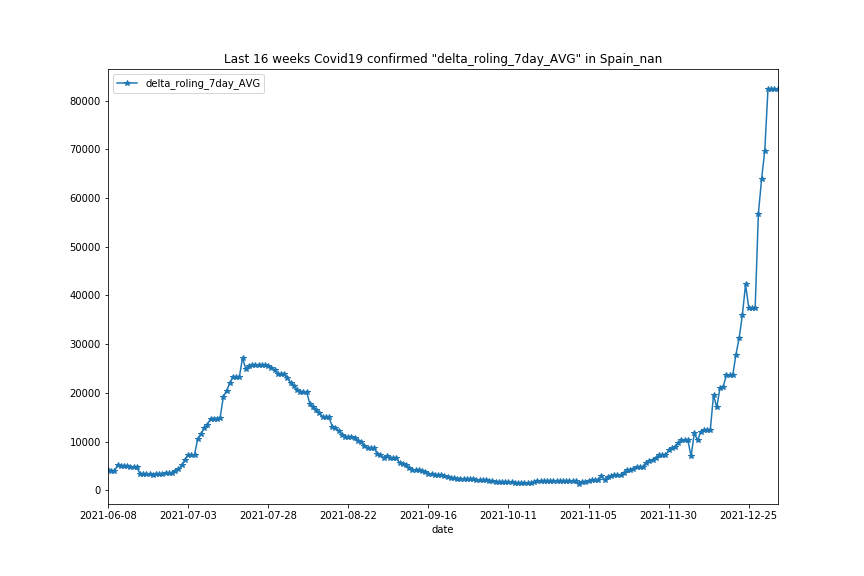 Last 16 weeks Covid19 confirmed "delta_roling_7day_AVG" in Spain_nan
delta_roling_7day_AVG
80000
70000
60000
50000
40000
30000
20000
10000
0
2021-06-08 2021-07-03 2021-07-28 2021-08-22 2021-09-16 2021-10-11 2021-11-05 2021-11-30 2021-12-25
date